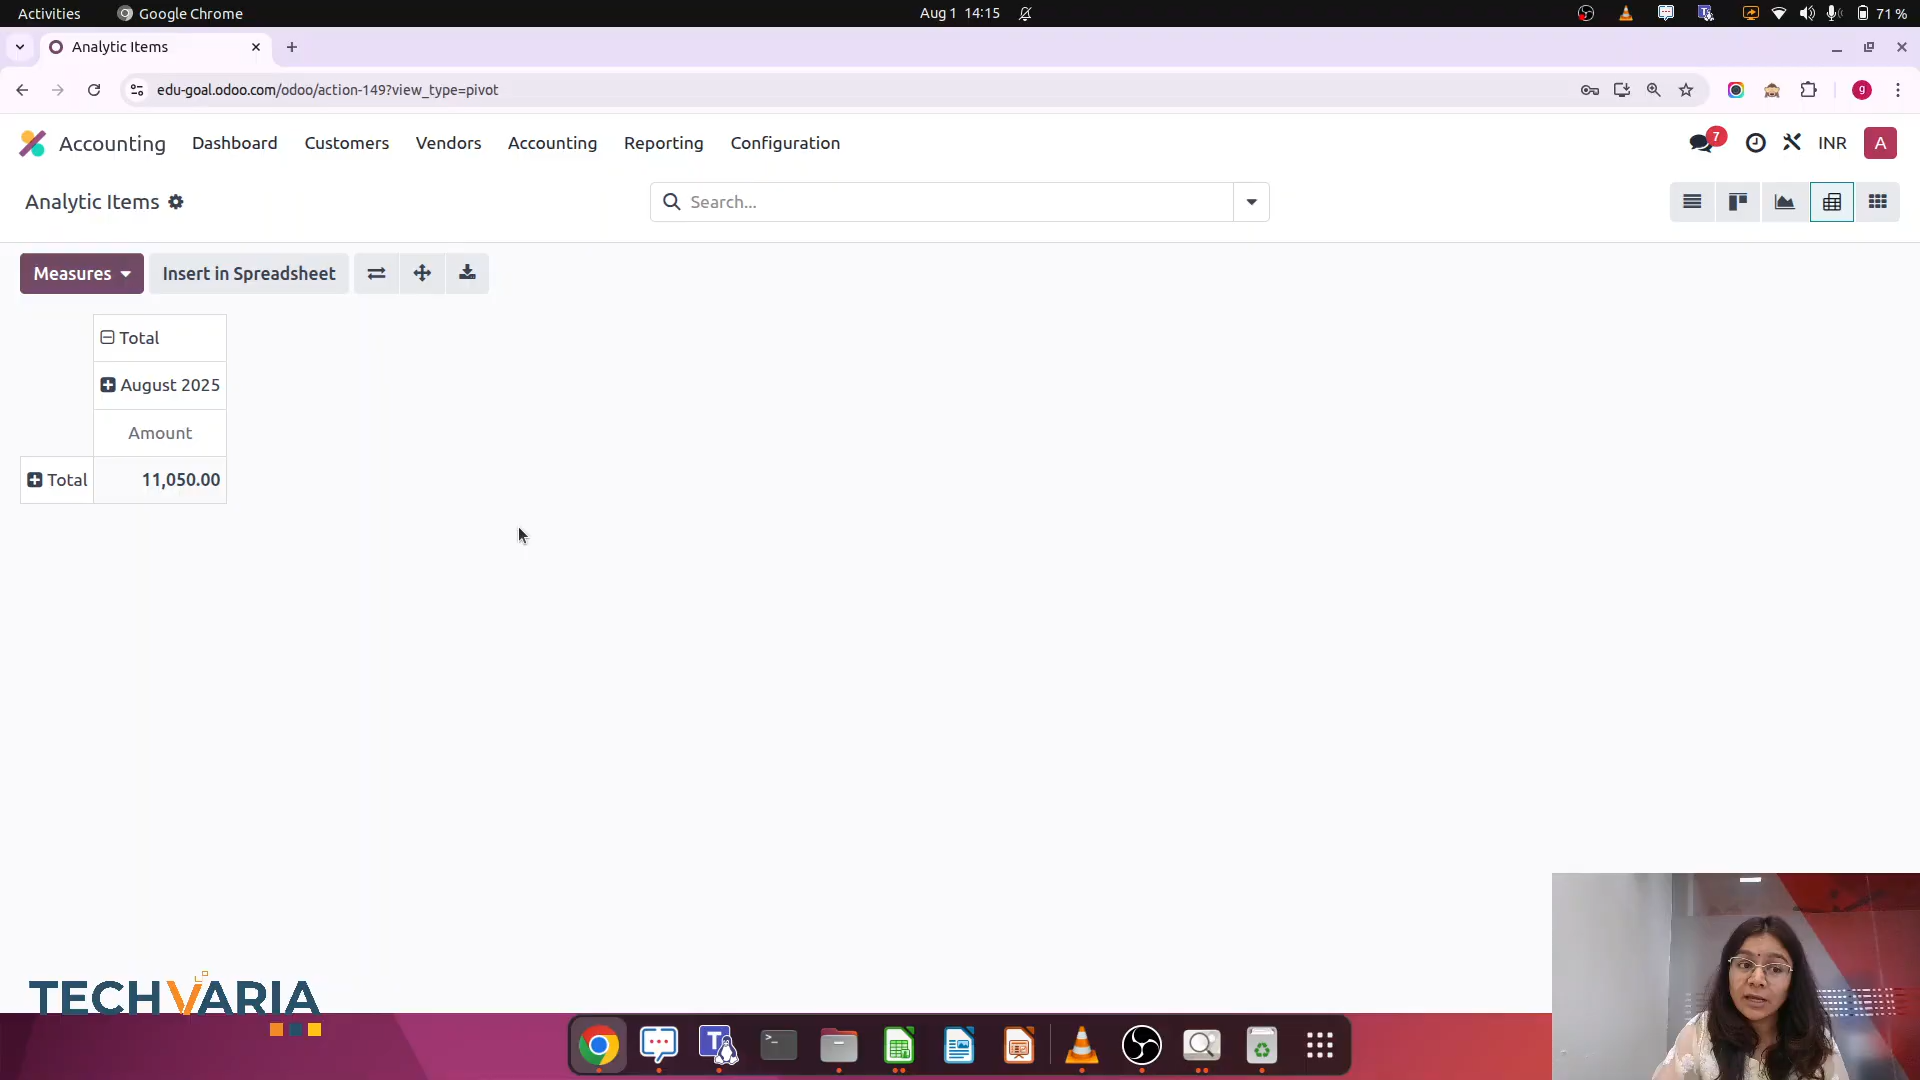 Activities
Google Chrome
Aug 1 14:15
71 %
Analytic Items
edu-goal.odoo.com/odoo/action-149?view_type=pivot
g
Accounting
Dashboard
Customers
Vendors
Accounting
Reporting
Configuration
7
INR
A
Analytic Items
Search...
Measures
Insert in Spreadsheet
Total
August 2025
Amount
Total
11,050.00
TECHVARIA